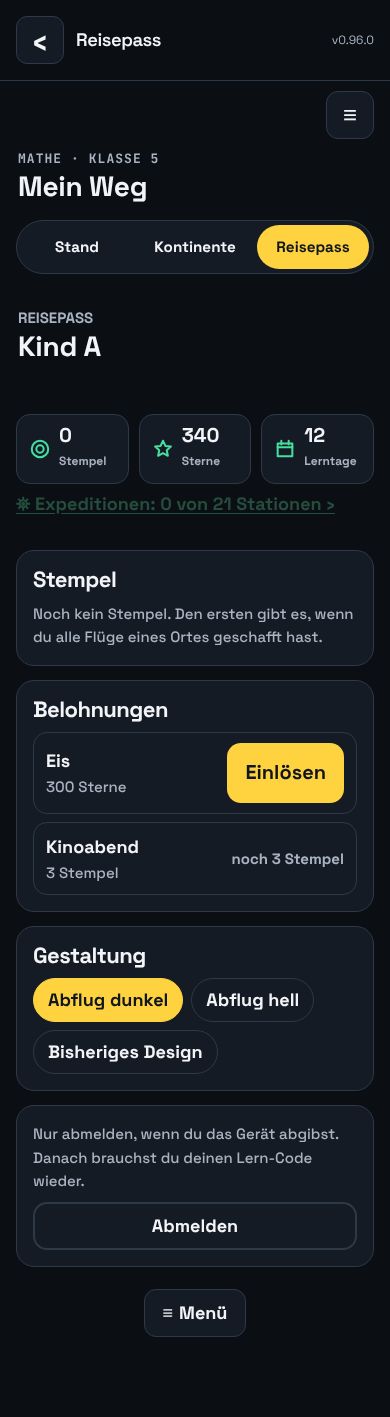 < Reisepass v0.96.0
≡
MATHE · KLASSE 5
Mein Weg
Stand Kontinente Reisepass
REISEPASS
Kind A
0 Stempel
340 Sterne
12 Lerntage
⛯ Expeditionen: 0 von 21 Stationen >
Stempel
Noch kein Stempel. Den ersten gibt es, wenn
du alle Flüge eines Ortes geschafft hast.
Belohnungen
Eis
300 Sterne
Einlösen
Kinoabend
3 Stempel
noch 3 Stempel
Gestaltung
Abflug dunkel Abflug hell
Bisheriges Design
Nur abmelden, wenn du das Gerät abgibst.
Danach brauchst du deinen Lern-Code
wieder.
Abmelden
≡ Menü